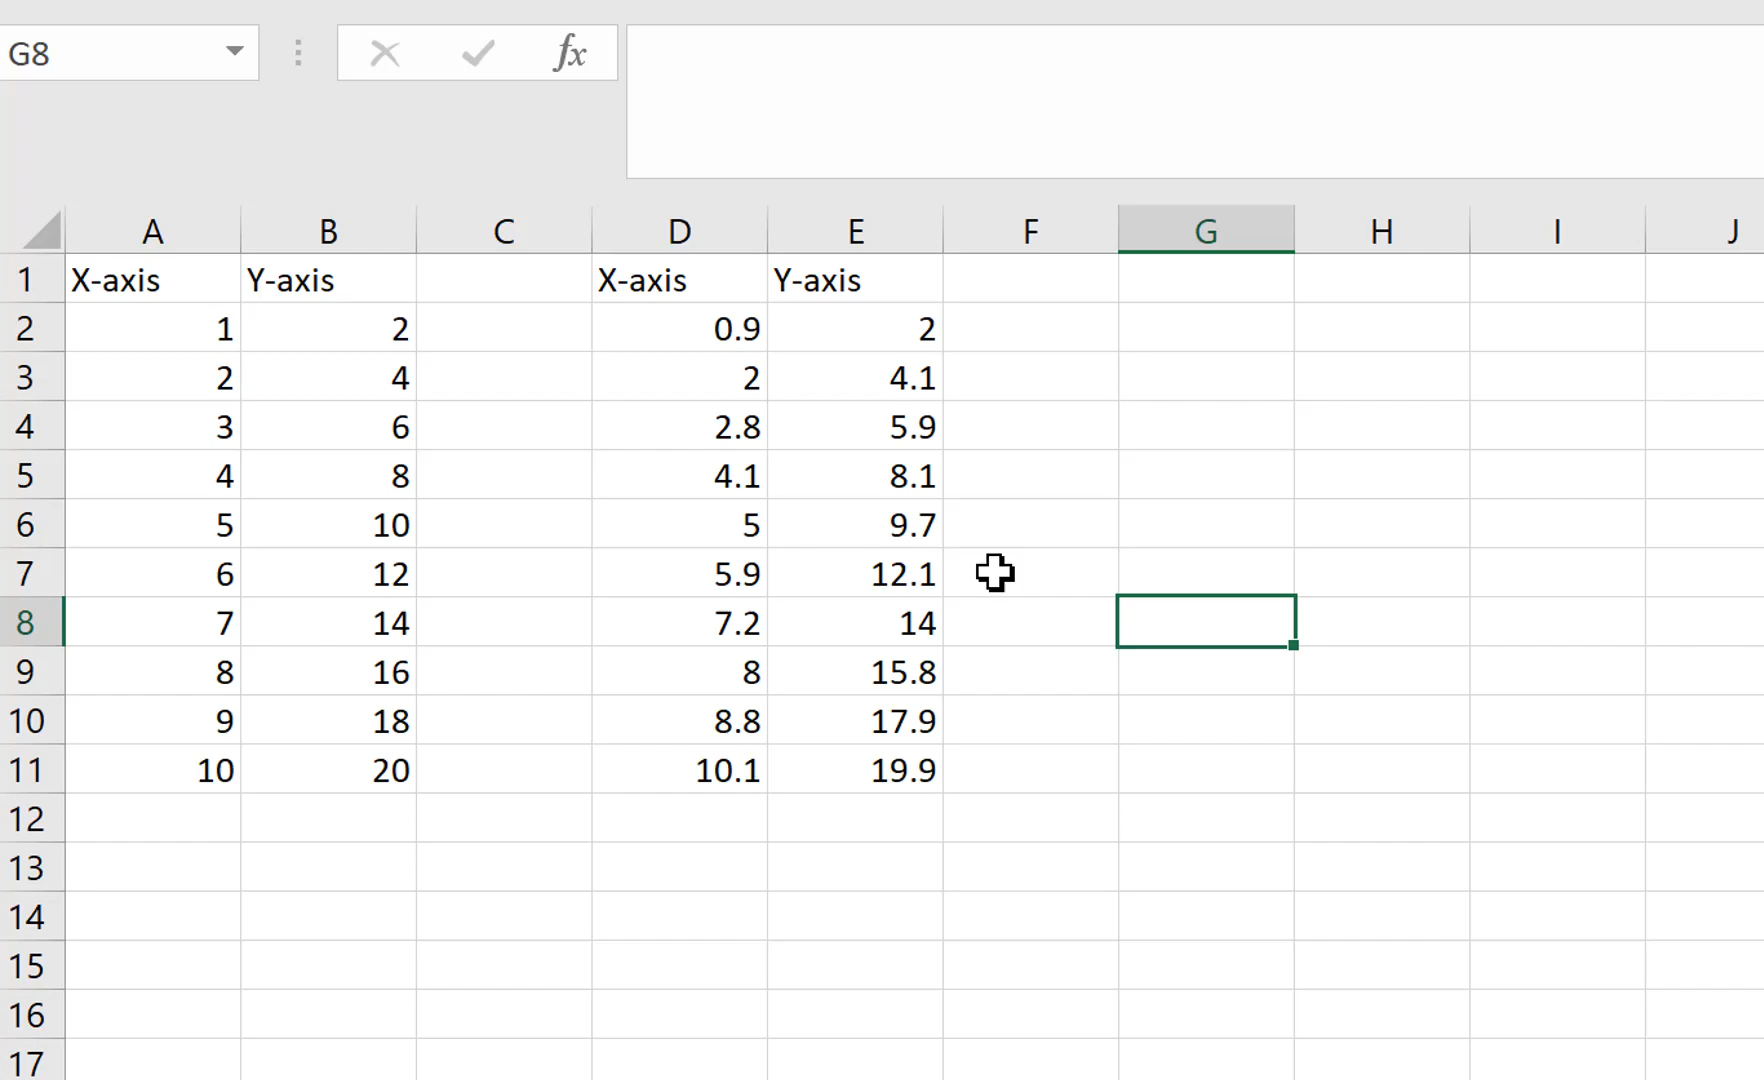 G8 fx
A B C D E F G H I J
1 X-axis Y-axis X-axis Y-axis
2 1 2 0.9 2
3 2 4 2 4.1
4 3 6 2.8 5.9
5 4 8 4.1 8.1
6 5 10 5 9.7
7 6 12 5.9 12.1
8 7 14 7.2 14
9 8 16 8 15.8
10 9 18 8.8 17.9
11 10 20 10.1 19.9
12
13
14
15
16
17